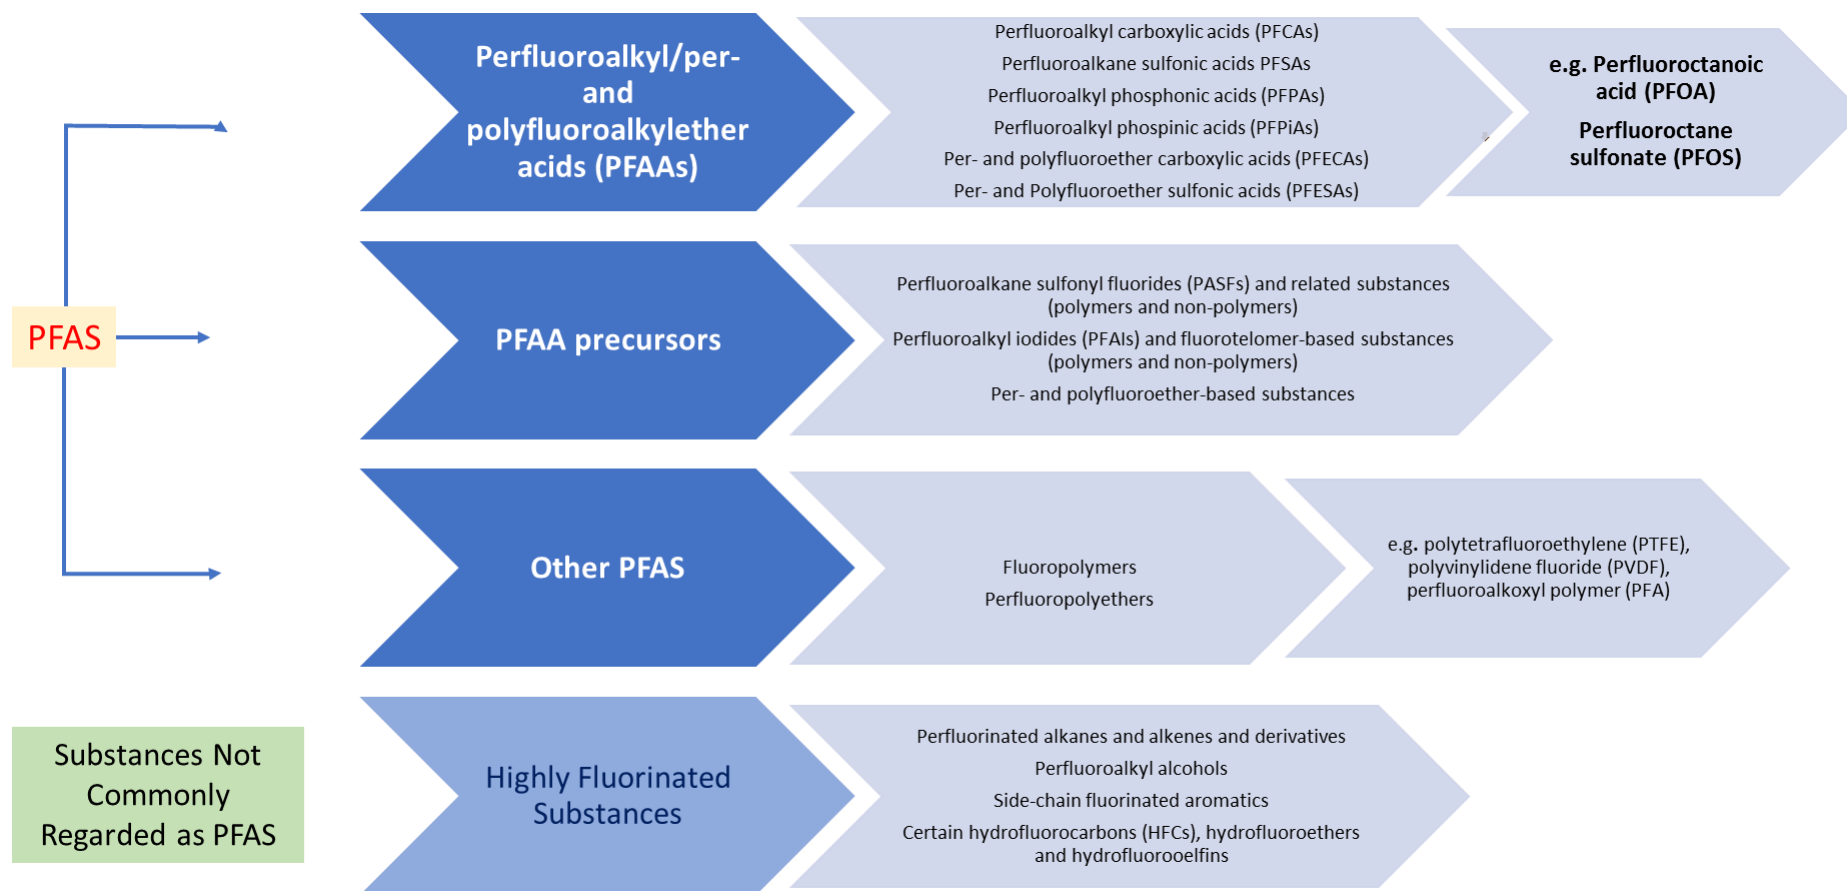 PFAS
Perfluoroalkyl/per-
and
polyfluoroalkylether
acids (PFAAs)
Perfluoroalkyl carboxylic acids (PFCAs)
Perfluoroalkane sulfonic acids PFSAs
Perfluoroalkyl phosphonic acids (PFPAs)
Perfluoroalkyl phospinic acids (PFPiAs)
Per- and polyfluoroether carboxylic acids (PFECAs)
Per- and Polyfluoroether sulfonic acids (PFESAs)
e.g. Perfluoroctanoic
acid (PFOA)
Perfluoroctane
sulfonate (PFOS)
PFAA precursors
Perfluoroalkane sulfonyl fluorides (PASFs) and related substances
(polymers and non-polymers)
Perfluoroalkyl iodides (PFAIs) and fluorotelomer-based substances
(polymers and non-polymers)
Per- and polyfluoroether-based substances
Other PFAS
Fluoropolymers
Perfluoropolyethers
e.g. polytetrafluoroethylene (PTFE),
polyvinylidene fluoride (PVDF),
perfluoroalkoxyl polymer (PFA)
Substances Not
Commonly
Regarded as PFAS
Highly Fluorinated
Substances
Perfluorinated alkanes and alkenes and derivatives
Perfluoroalkyl alcohols
Side-chain fluorinated aromatics
Certain hydrofluorocarbons (HFCs), hydrofluoroethers
and hydrofluorooelfins